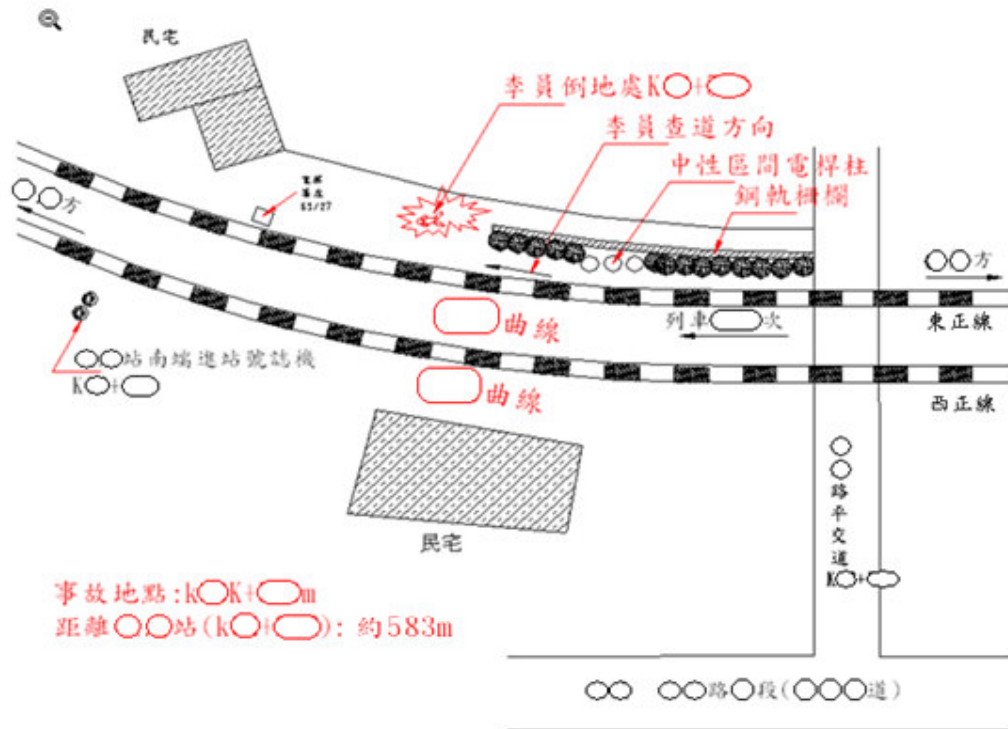 民宅
李員倒地處K○+○
李員查道方向
中性區間電桿柱
鋼軌柵欄
○○方
63/27
○○方
列車○次
東正線
○曲線
○○站南端進站號誌機
K○+○
○曲線
西正線
民宅
○○路平交道
K○+○
事故地點:k○K+○m
距離○○站(k○+○): 約583m
○○ ○○路○段(○○○道)